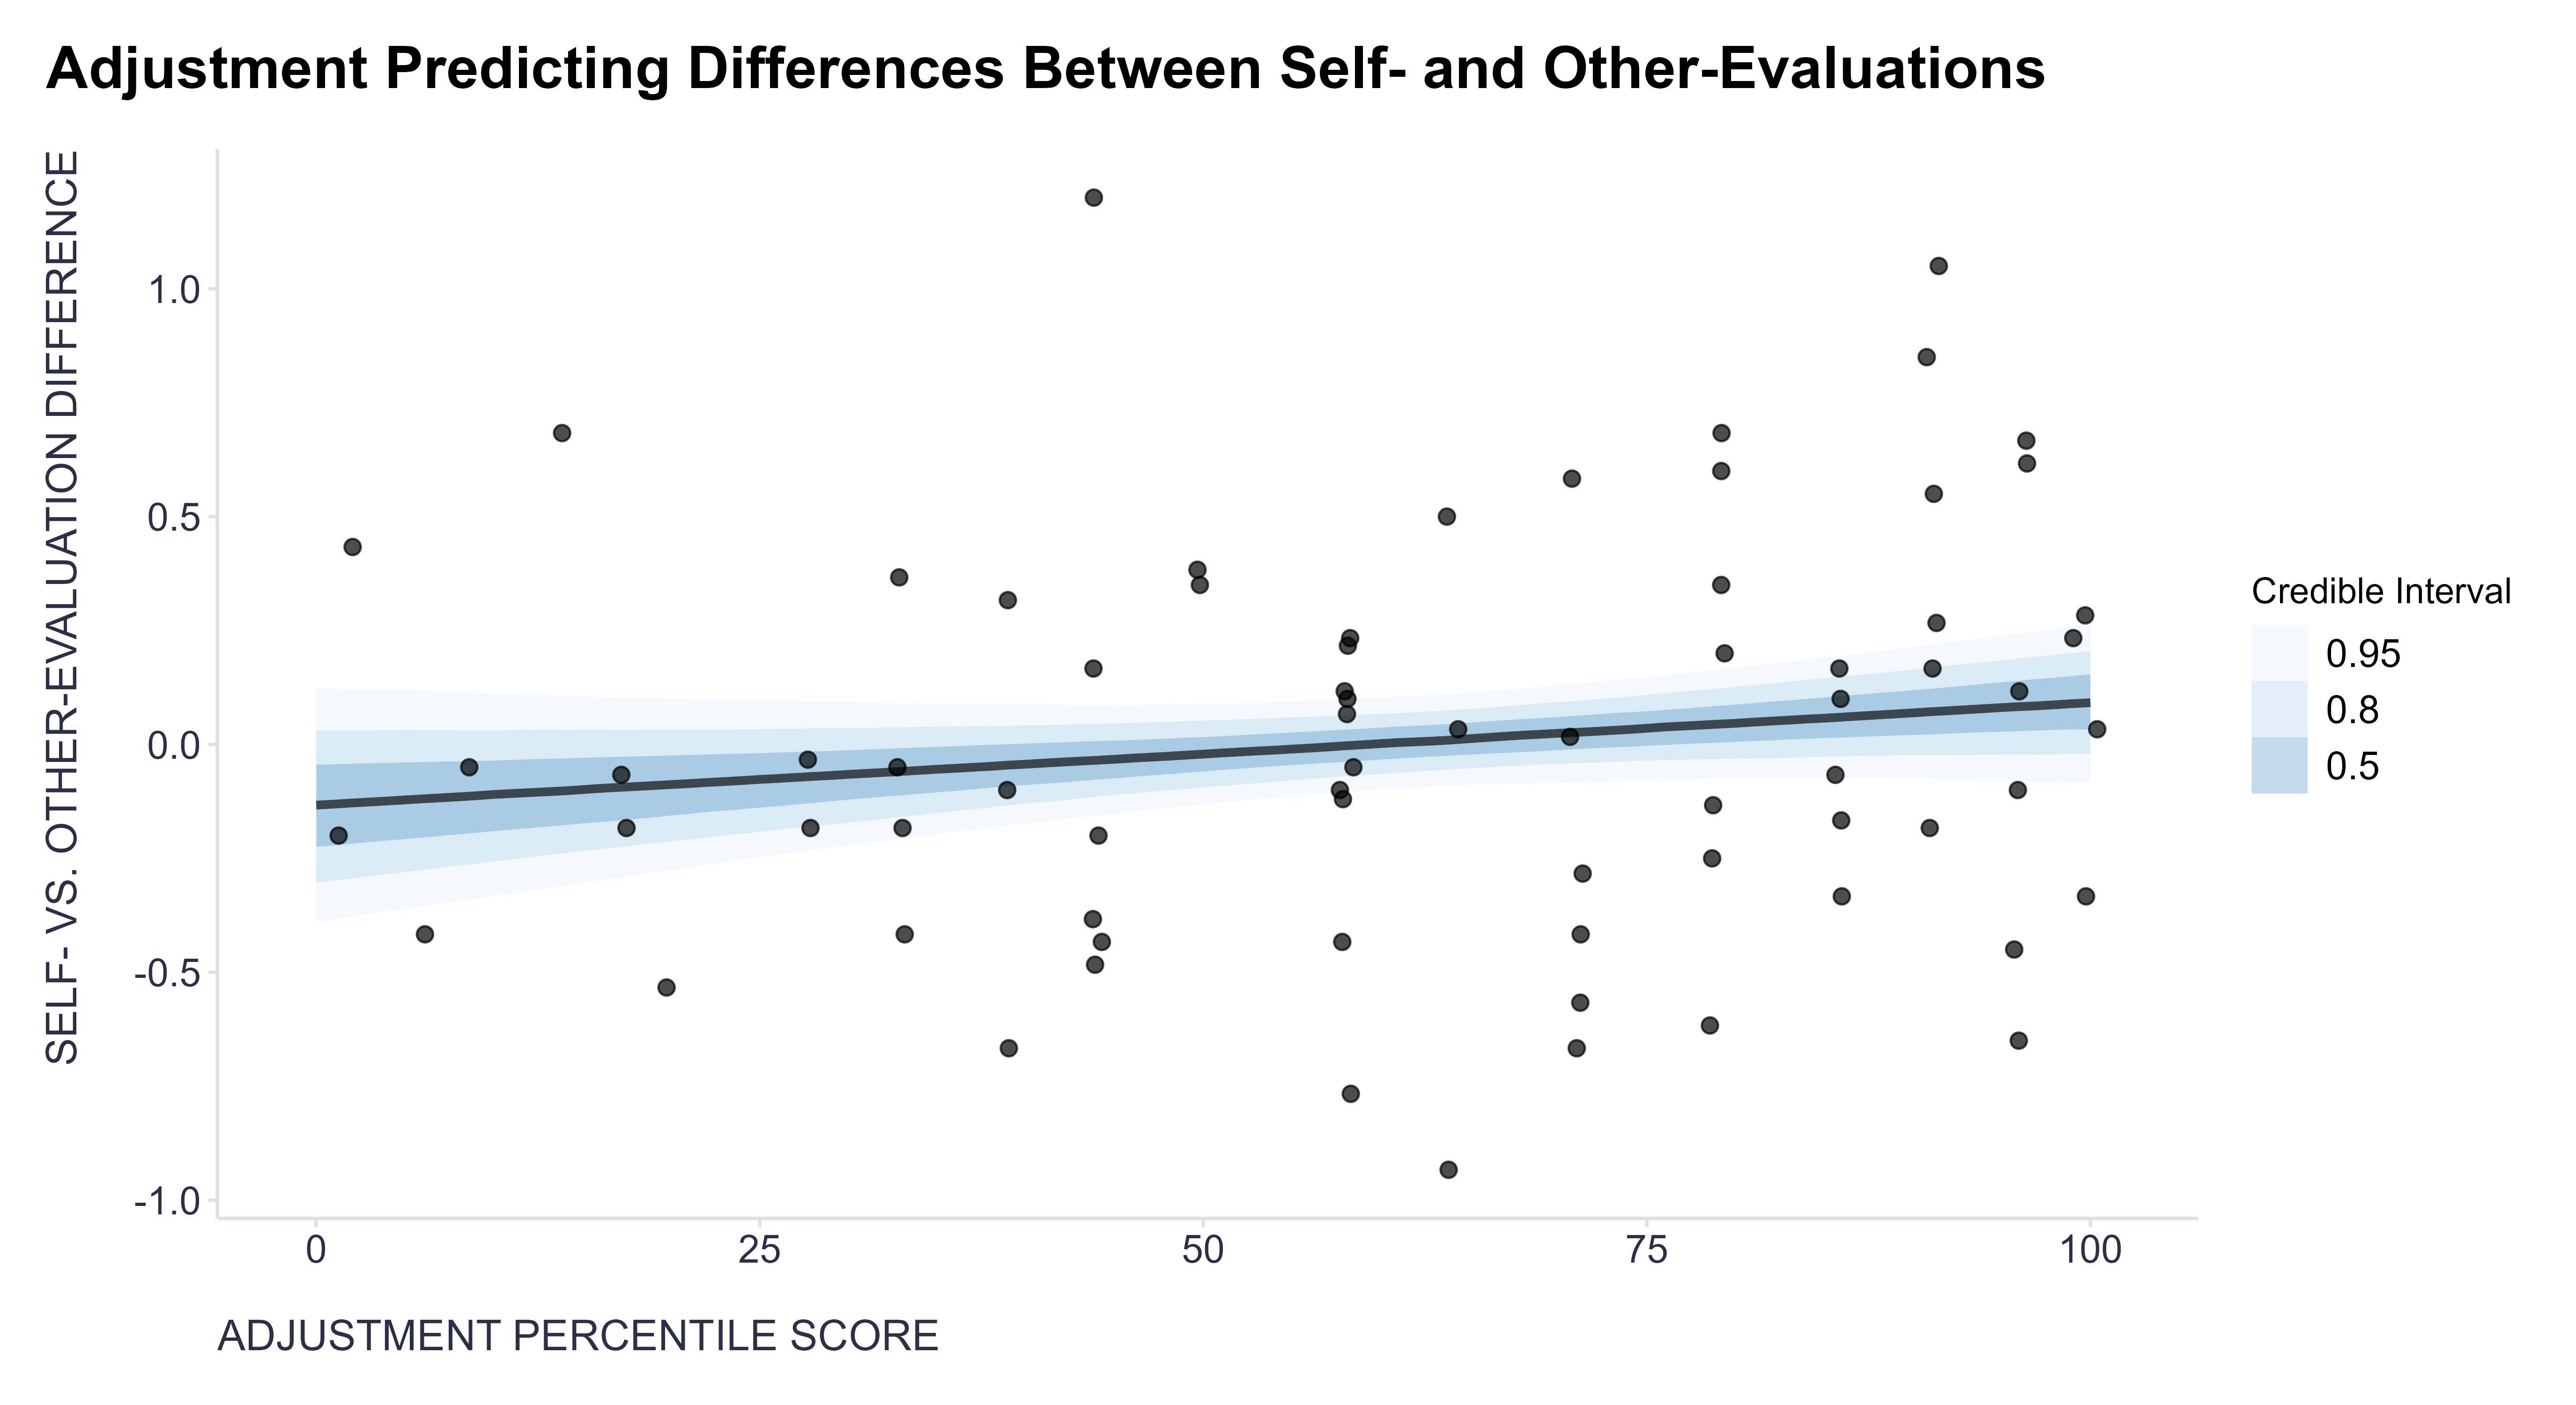 Adjustment Predicting Differences Between Self- and Other-Evaluations
SELF- VS. OTHER-EVALUATION DIFFERENCE
1.0
0.5
0.0
-0.5
-1.0
0 25 50 75 100
ADJUSTMENT PERCENTILE SCORE
Credible Interval
0.95
0.8
0.5